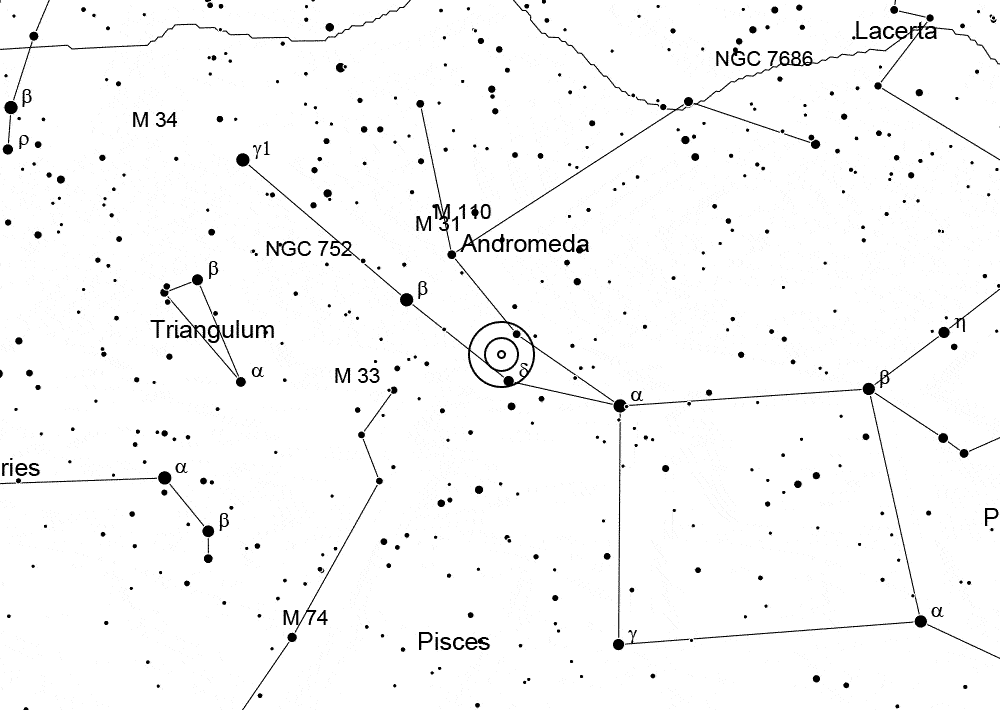 Lacerta
NGC 7686
β
M 34
ρ
γ1
M 110
M 31
Andromeda
NGC 752
β
β
η
Triangulum
α
M 33
δ
α
β
ries
α
β
P
M 74
γ
α
Pisces